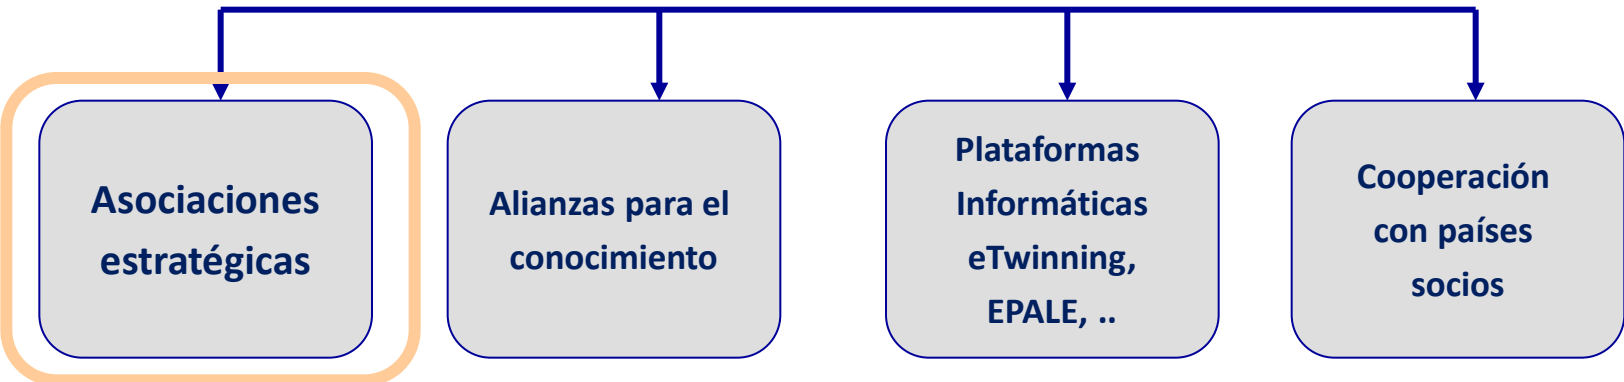 Asociaciones
estratégicas
Alianzas para el
conocimiento
Plataformas
Informáticas
eTwinning,
EPALE, ..
Cooperación
con países
socios